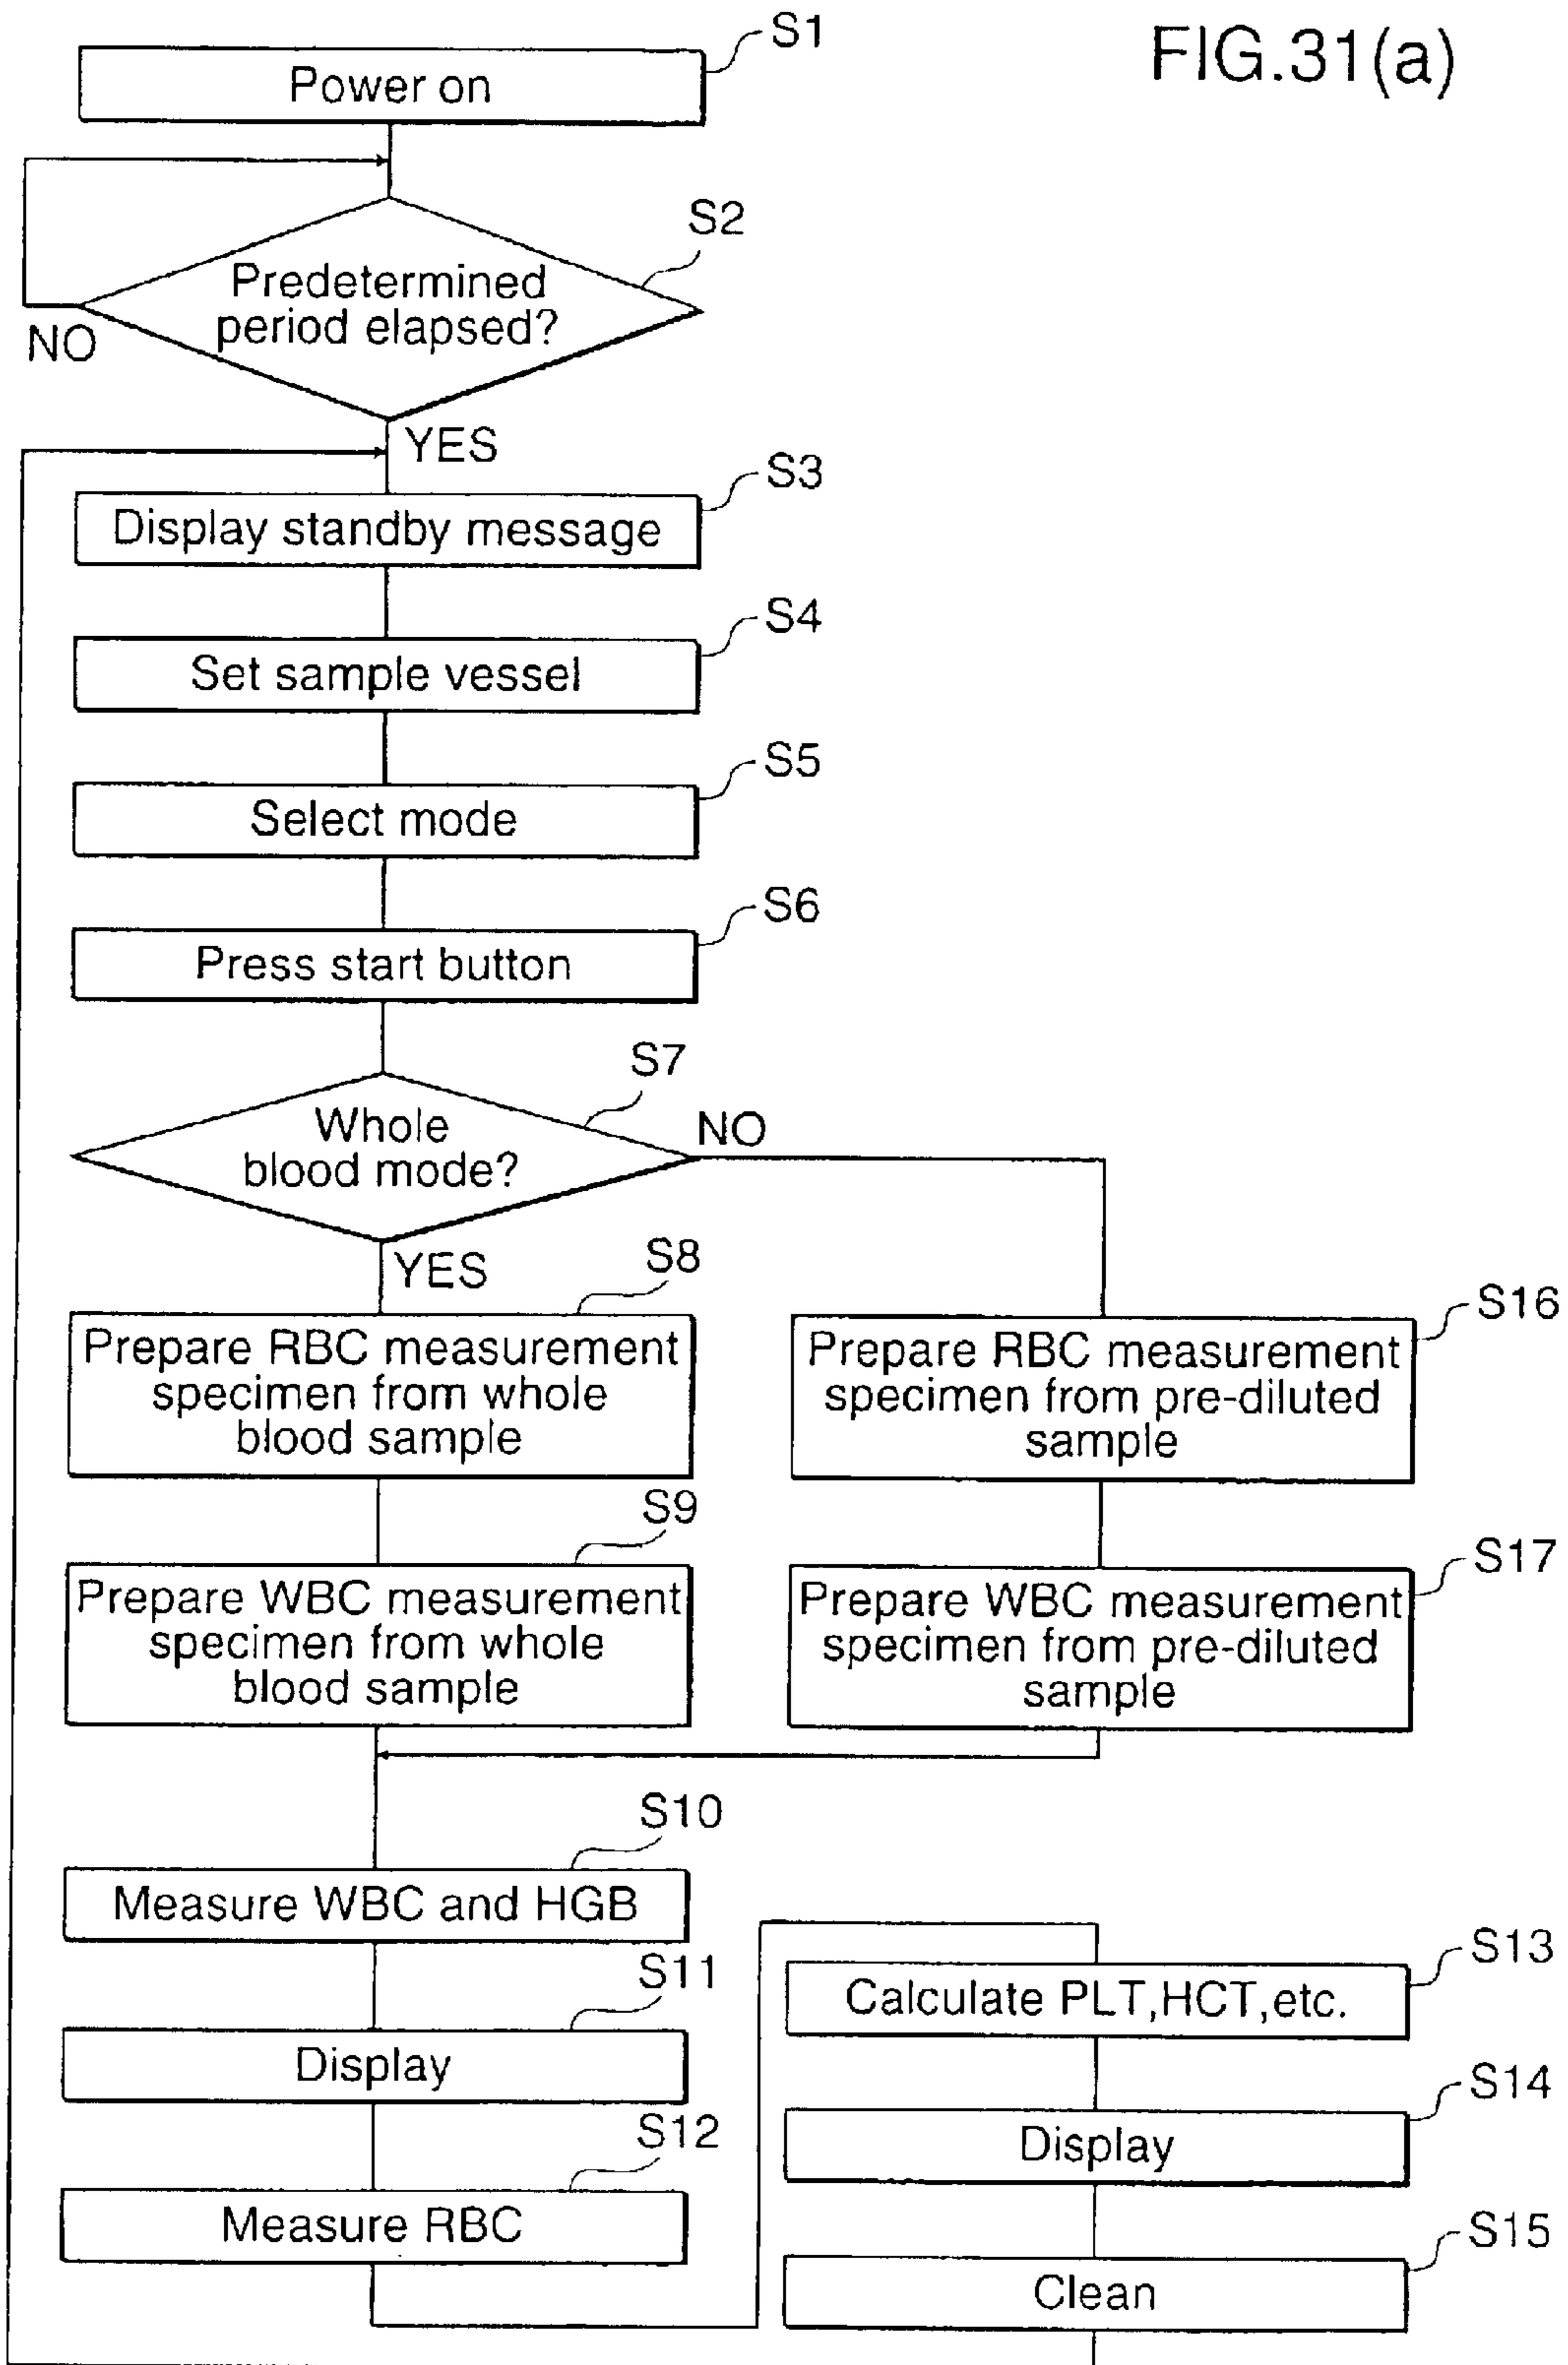 FIG.31(a)
S1
Power on
S2
Predetermined
period elapsed?
NO
YES
S3
Display standby message
S4
Set sample vessel
S5
Select mode
S6
Press start button
S7
Whole
blood mode?
NO
YES
S8
Prepare RBC measurement
specimen from whole
blood sample
S16
Prepare RBC measurement
specimen from pre-diluted
sample
S9
Prepare WBC measurement
specimen from whole
blood sample
S17
Prepare WBC measurement
specimen from pre-diluted
sample
S10
Measure WBC and HGB
S11
Display
S12
Measure RBC
S13
Calculate PLT,HCT,etc.
S14
Display
S15
Clean